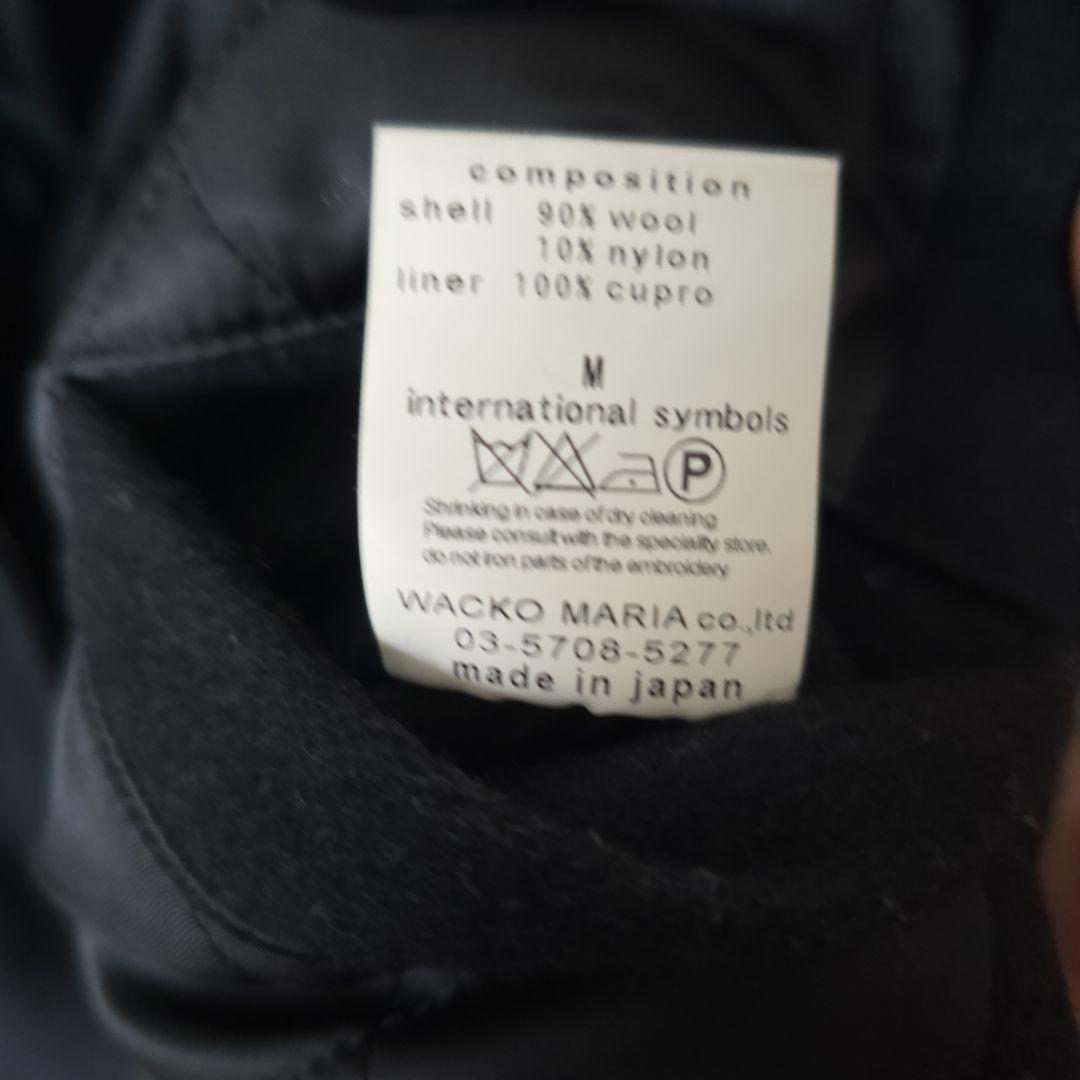 composition
shell 90% wool
10% nylon
liner 100% cupro
M
international symbols
P
Shrinking in case of dry cleaning
Please consult with the specialty store.
do not iron parts of the embroidery
WACKO MARIA co.,ltd
03-5708-5277
made in japan